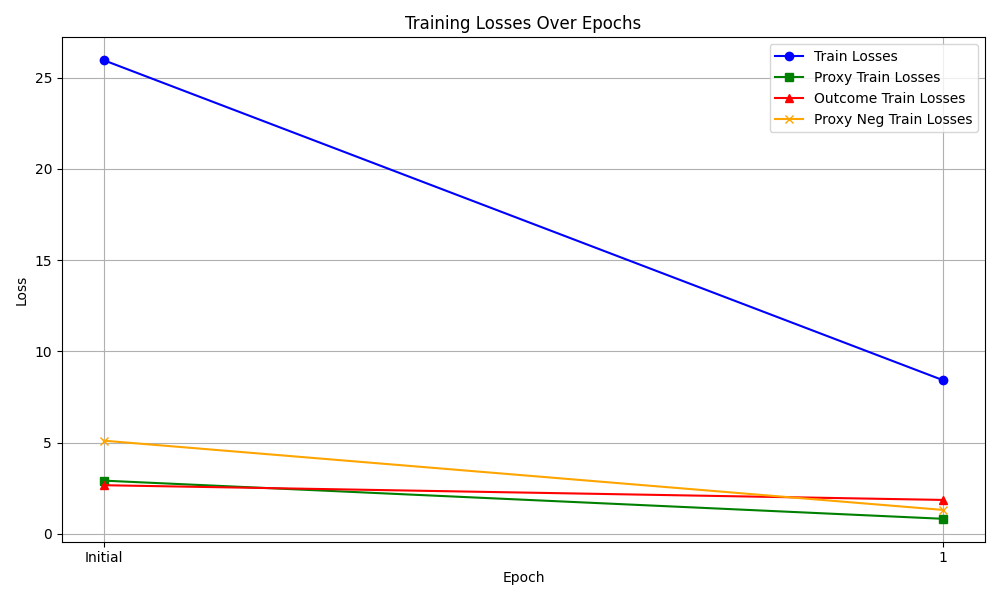 Training Losses Over Epochs
Train Losses
Proxy Train Losses
Outcome Train Losses
Proxy Neg Train Losses
Loss
25
20
15
10
5
0
Initial
1
Epoch